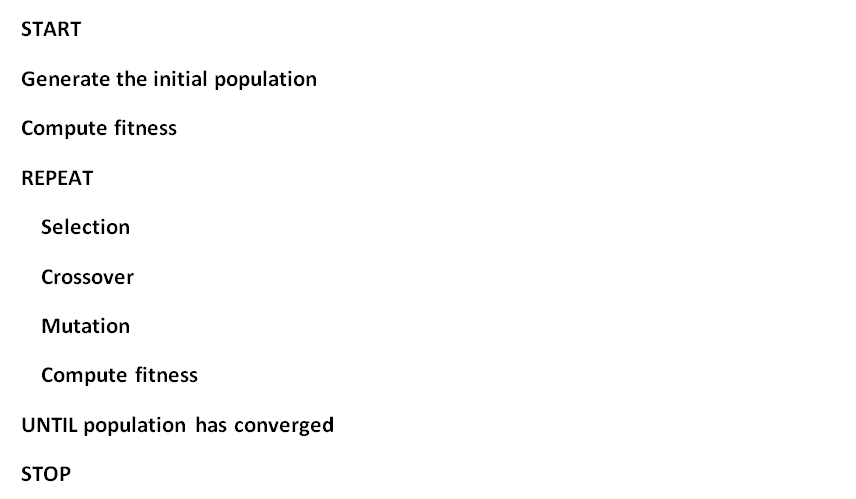 START
Generate the initial population
Compute fitness
REPEAT
Selection
Crossover
Mutation
Compute fitness
UNTIL population has converged
STOP